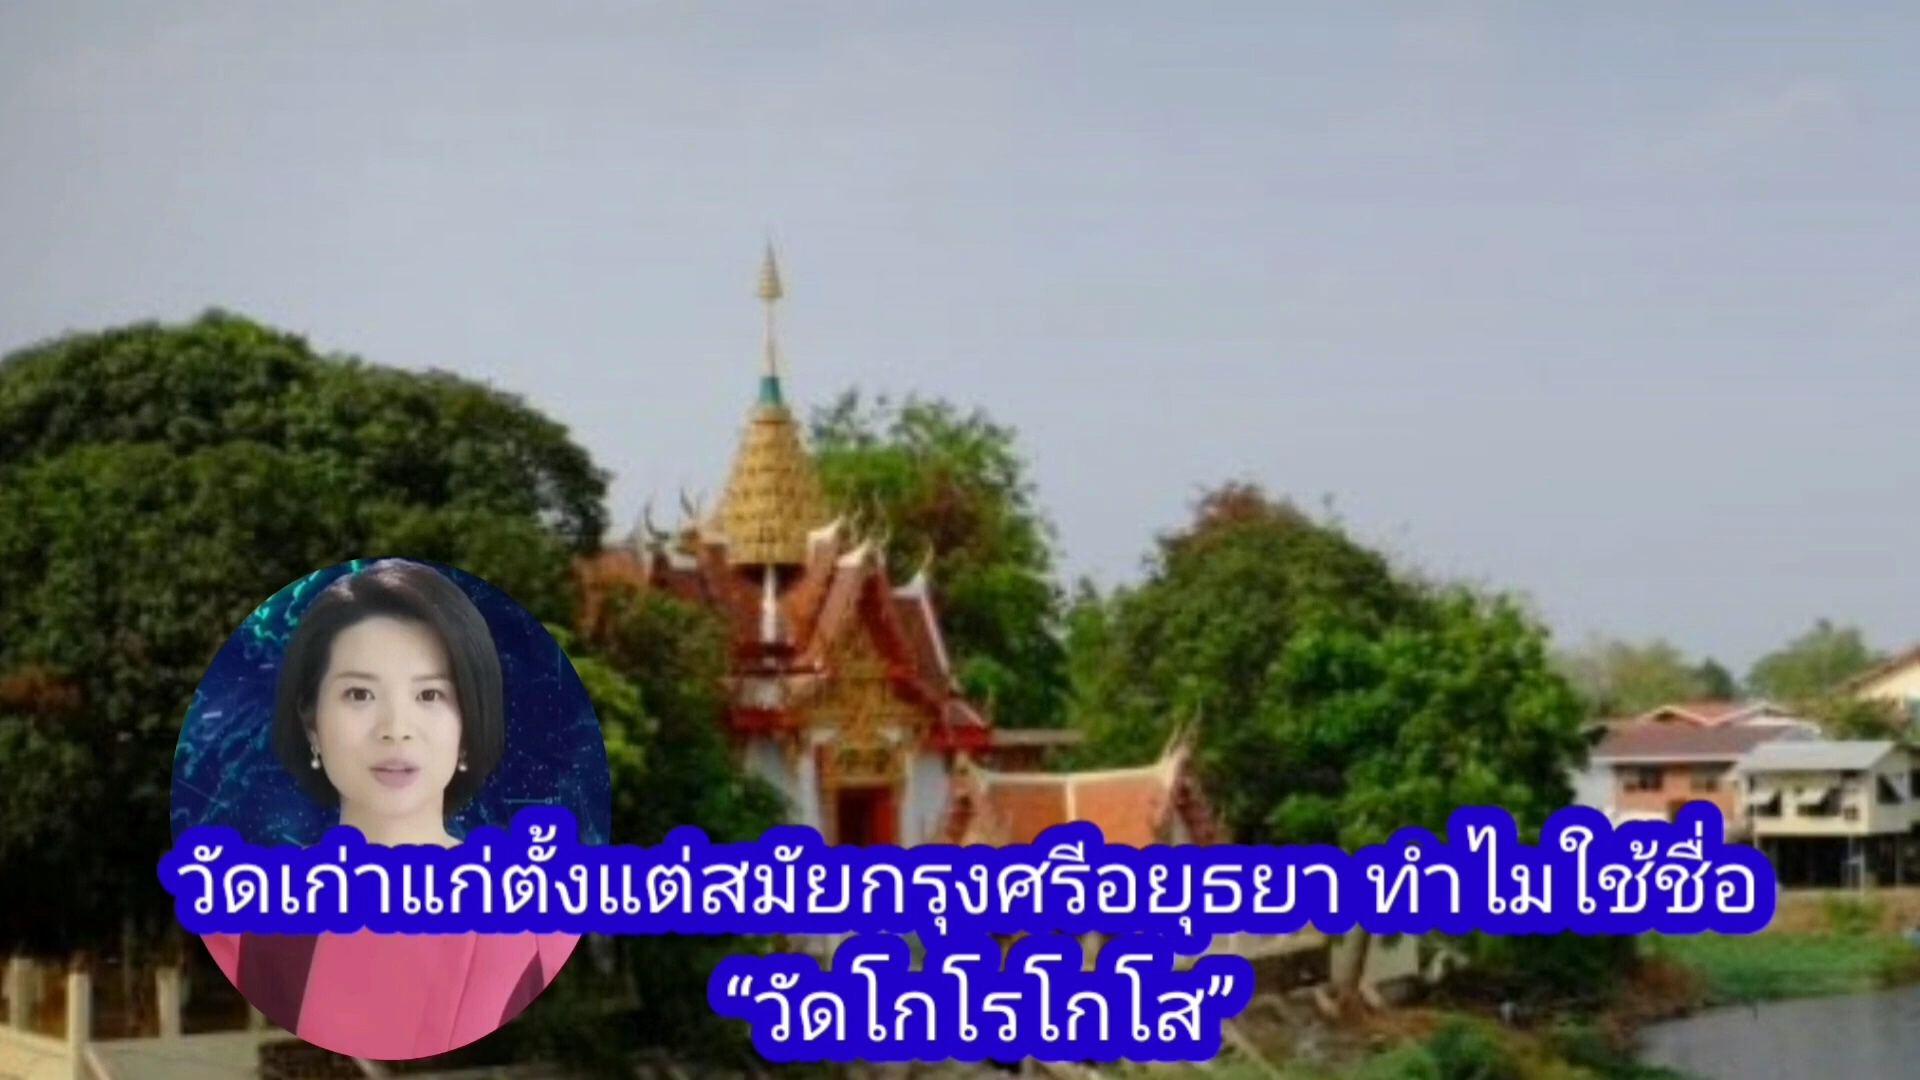 วัดเก่าแก่ตั้งแต่สมัยกรุงศรีอยุธยา ทำไมใช้ชื่อ
“วัดโกโรโกโส”